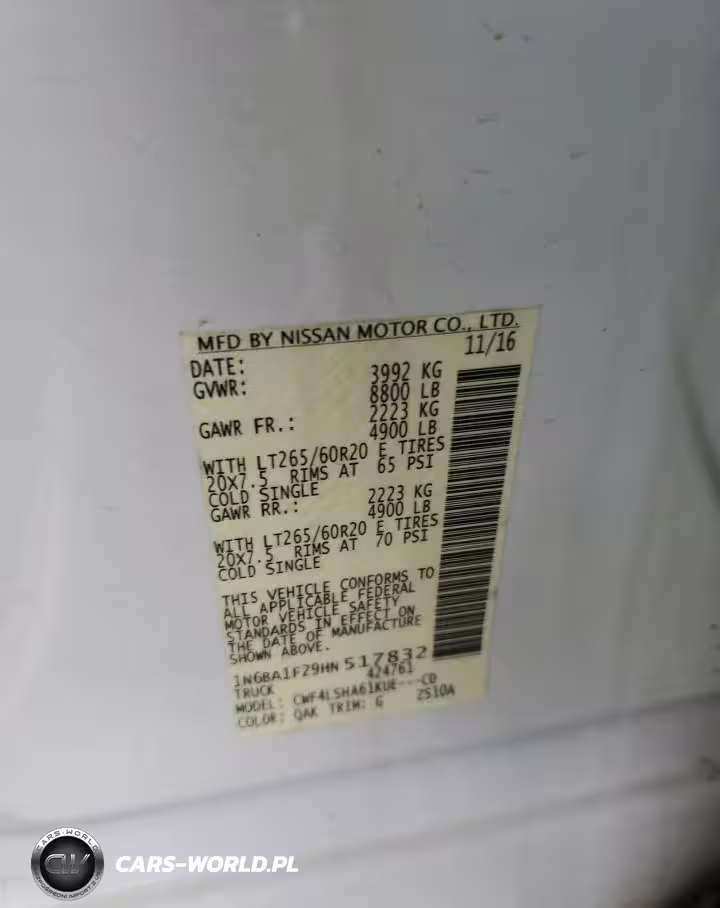 MFD BY NISSAN MOTOR CO., LTD.
DATE: 11/16
GVWR: 3992 KG
8800 LB
GAWR FR.: 2223 KG
4900 LB
WITH LT265/60R20 E TIRES
20X7.5 RIMS AT 65 PSI
COLD SINGLE
GAWR RR.: 2223 KG
4900 LB
WITH LT265/60R20 E TIRES
20X7.5 RIMS AT 70 PSI
COLD SINGLE
THIS VEHICLE CONFORMS TO
ALL APPLICABLE FEDERAL
MOTOR VEHICLE SAFETY
STANDARDS IN EFFECT ON
THE DATE OF MANUFACTURE
SHOWN ABOVE.
1N6BA1F29HN517832
TRUCK 424761
MODEL: CWF4LSHA61KUE---CD
COLOR: QAK TRIM: G 2S10A
CARS-WORLD
CW
CARS-WORLD.PL